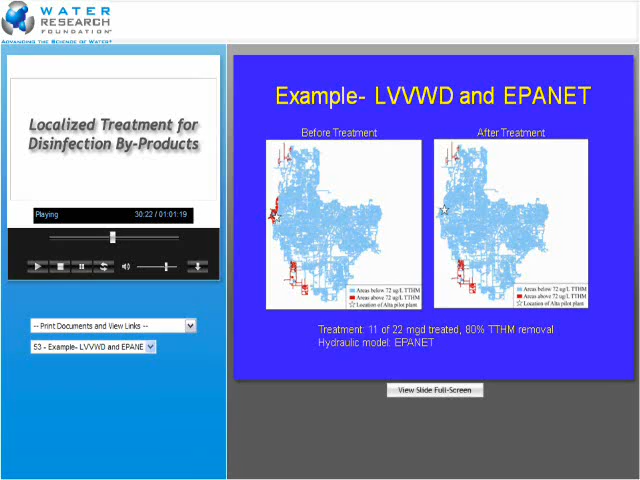 WATER
RESEARCH
FOUNDATION
ADVANCING THE SCIENCE OF WATER®
Localized Treatment for
Disinfection By-Products
Playing 30:22 / 01:01:19
-- Print Documents and View Links --
53 - Example- LVVWD and EPANE
Example- LVVWD and EPANET
Before Treatment
After Treatment
Areas below 72 ug/L TTHM
Areas above 72 ug/L TTHM
Location of Alta pilot plant
Areas below 72 ug/L TTHM
Areas above 72 ug/L TTHM
Location of Alta pilot plant
Treatment: 11 of 22 mgd treated, 80% TTHM removal
Hydraulic model: EPANET
View Slide Full-Screen